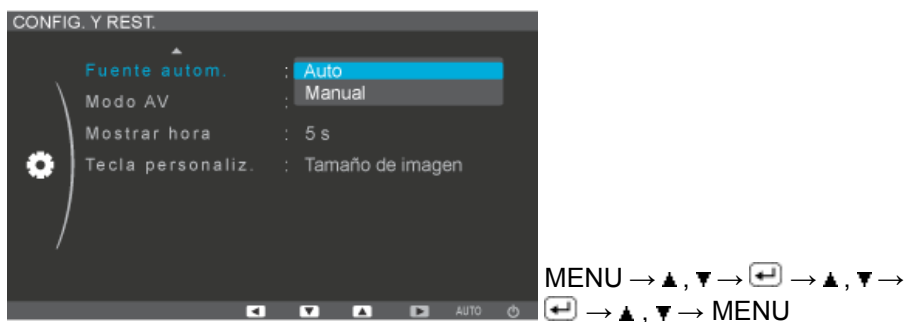 CONFIG. Y REST.
Fuente autom. : Auto
Manual
Modo AV :
Mostrar hora : 5 s
Tecla personaliz. : Tamaño de imagen
AUTO
MENU → ▲ , ▼ → ↵ → ▲ , ▼ →
↵ → ▲ , ▼ → MENU